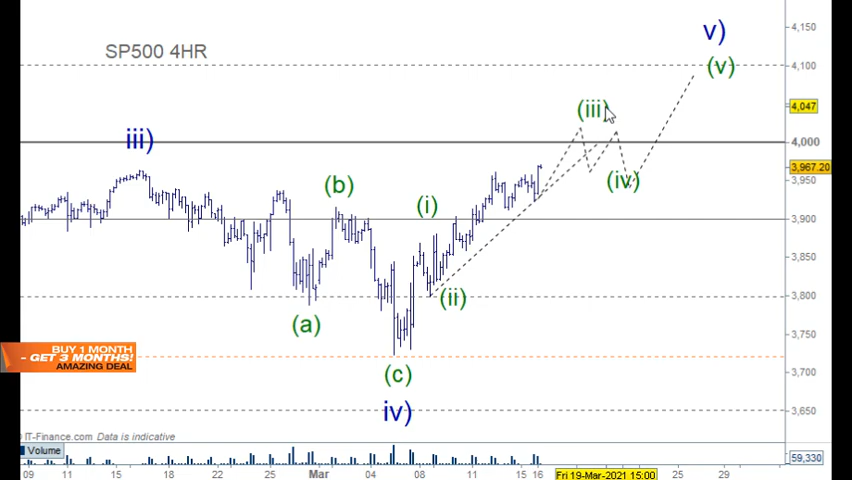 4,150
v)
SP500 4HR
(v)
4,100
(iii)
4,047
iii)
4,000
3,967.20
3,950
(b)
(iv)
(i)
3,900
3,850
(ii)
3,800
(a)
3,750
BUY 1 MONTH
- GET 3 MONTHS!
AMAZING DEAL
(c)
3,700
iv)
3,650
© IT-Finance.com Data is indicative
Volume
59,330
09 11 15 18 22 25 Mar 04 08 11 15 16 Fri 19-Mar-2021 15:00 25 29